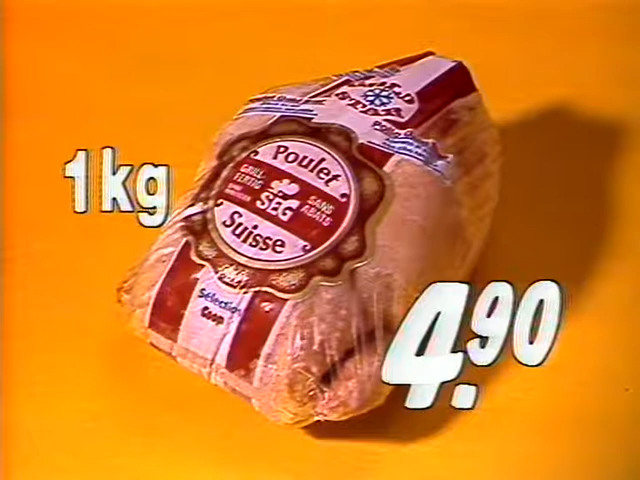 1kg
Poulet
GRILL-
FERTIG
SANS
ABATS
SEG
Suisse
Sélection
Coop
4.90